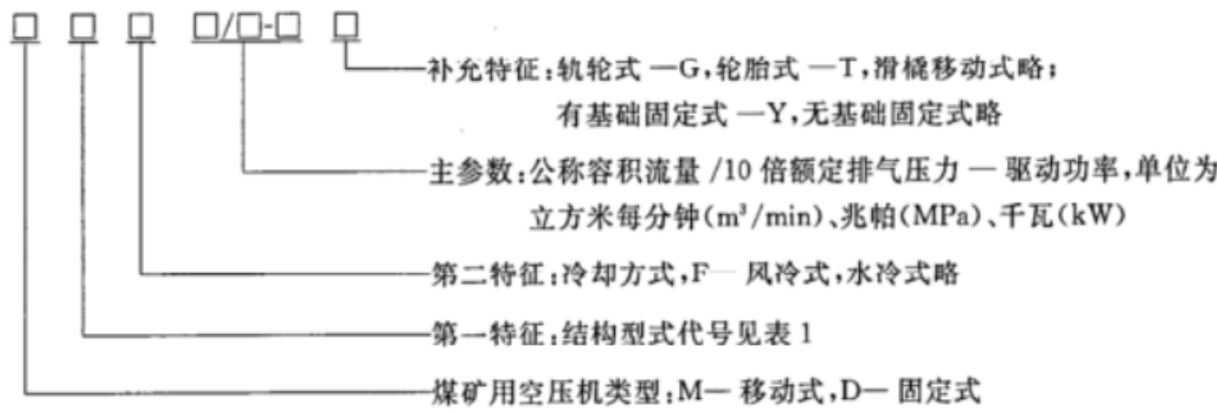 □ □ □ □/□-□ □
补充特征:轨轮式 —G,轮胎式 —T,滑橇移动式略;
有基础固定式 —Y,无基础固定式略
主参数:公称容积流量 /10 倍额定排气压力 — 驱动功率,单位为
立方米每分钟(m³/min)、兆帕(MPa)、千瓦(kW)
第二特征:冷却方式,F— 风冷式,水冷式略
第一特征:结构型式代号见表 1
煤矿用空压机类型:M— 移动式,D— 固定式